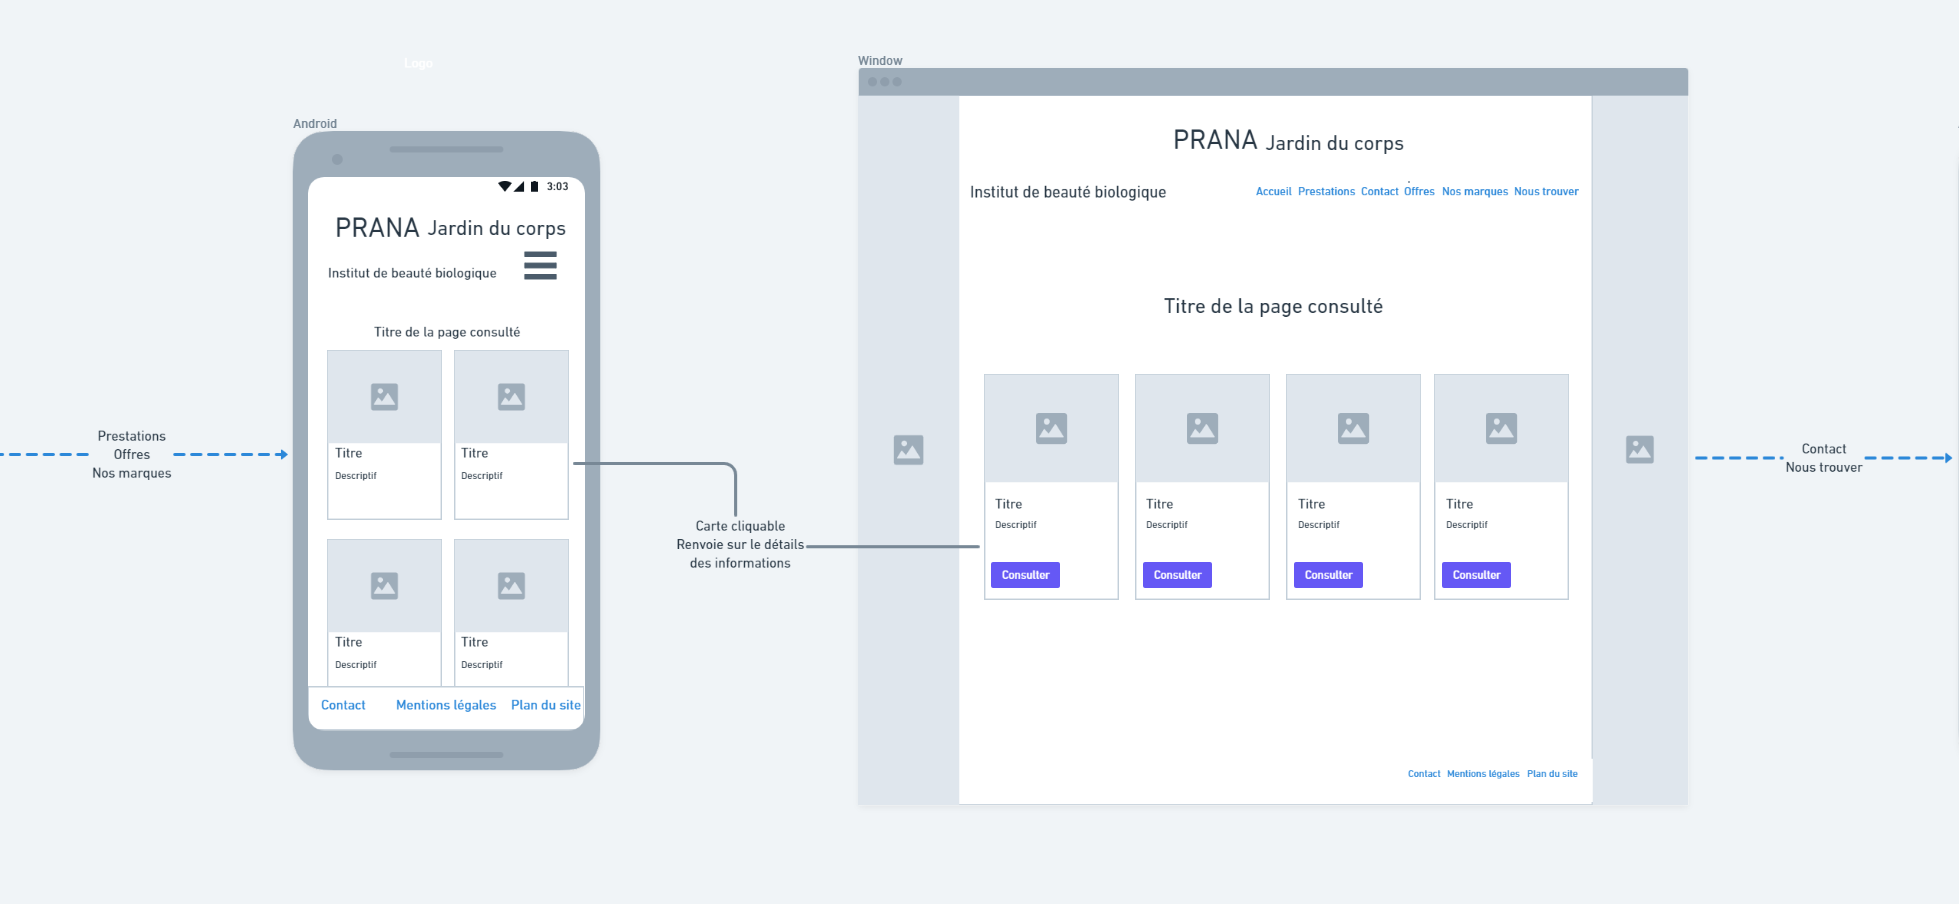 Logo
Prestations
Offres
Nos marques
Android
3:03
PRANA Jardin du corps
Institut de beauté biologique
Titre de la page consulté
Titre
Descriptif
Titre
Descriptif
Titre
Descriptif
Titre
Descriptif
Contact Mentions légales Plan du site
Carte cliquable
Renvoie sur le détails
des informations
Window
PRANA Jardin du corps
Institut de beauté biologique
Accueil Prestations Contact Offres Nos marques Nous trouver
Titre de la page consulté
Titre
Descriptif
Consulter
Titre
Descriptif
Consulter
Titre
Descriptif
Consulter
Titre
Descriptif
Consulter
Contact Mentions légales Plan du site
Contact
Nous trouver